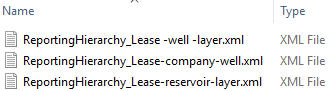 Name Type
ReportingHierarchy_Lease -well -layer.xml XML File
ReportingHierarchy_Lease-company-well.xml XML File
ReportingHierarchy_Lease-reservoir-layer.xml XML File